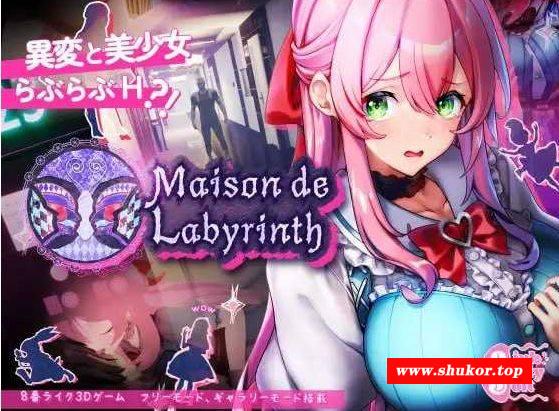 異変と美少女
らぶらぶH?!
Maison de
Labyrinth
WOW
www.shukor.top
8番ライク3Dゲーム　フリーモード、ギャラリーモード搭載